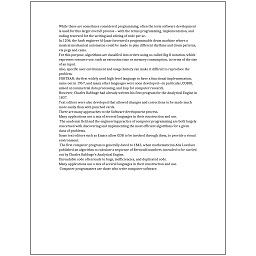 While these are sometimes considered programming, often the term software development
is used for this larger overall process – with the terms programming, implementation, and
coding reserved for the writing and editing of code per se.
In 1206, the Arab engineer Al-Jazari invented a programmable drum machine where a
musical mechanical automaton could be made to play different rhythms and drum patterns,
via pegs and cams.
For this purpose, algorithms are classified into orders using so-called Big O notation, which
expresses resource use, such as execution time or memory consumption, in terms of the size
of an input.
Also, specific user environment and usage history can make it difficult to reproduce the
problem.
FORTRAN, the first widely used high-level language to have a functional implementation,
came out in 1957, and many other languages were soon developed—in particular, COBOL
aimed at commercial data processing, and Lisp for computer research.
However, Charles Babbage had already written his first program for the Analytical Engine in
1837.
Text editors were also developed that allowed changes and corrections to be made much
more easily than with punched cards.
There are many approaches to the Software development process.
Many applications use a mix of several languages in their construction and use.
The academic field and the engineering practice of computer programming are both largely
concerned with discovering and implementing the most efficient algorithms for a given
class of problems.
Some text editors such as Emacs allow GDB to be invoked through them, to provide a visual
environment.
The first computer program is generally dated to 1843, when mathematician Ada Lovelace
published an algorithm to calculate a sequence of Bernoulli numbers, intended to be carried
out by Charles Babbage's Analytical Engine.
Unreadable code often leads to bugs, inefficiencies, and duplicated code.
Many applications use a mix of several languages in their construction and use.
Computer programmers are those who write computer software.